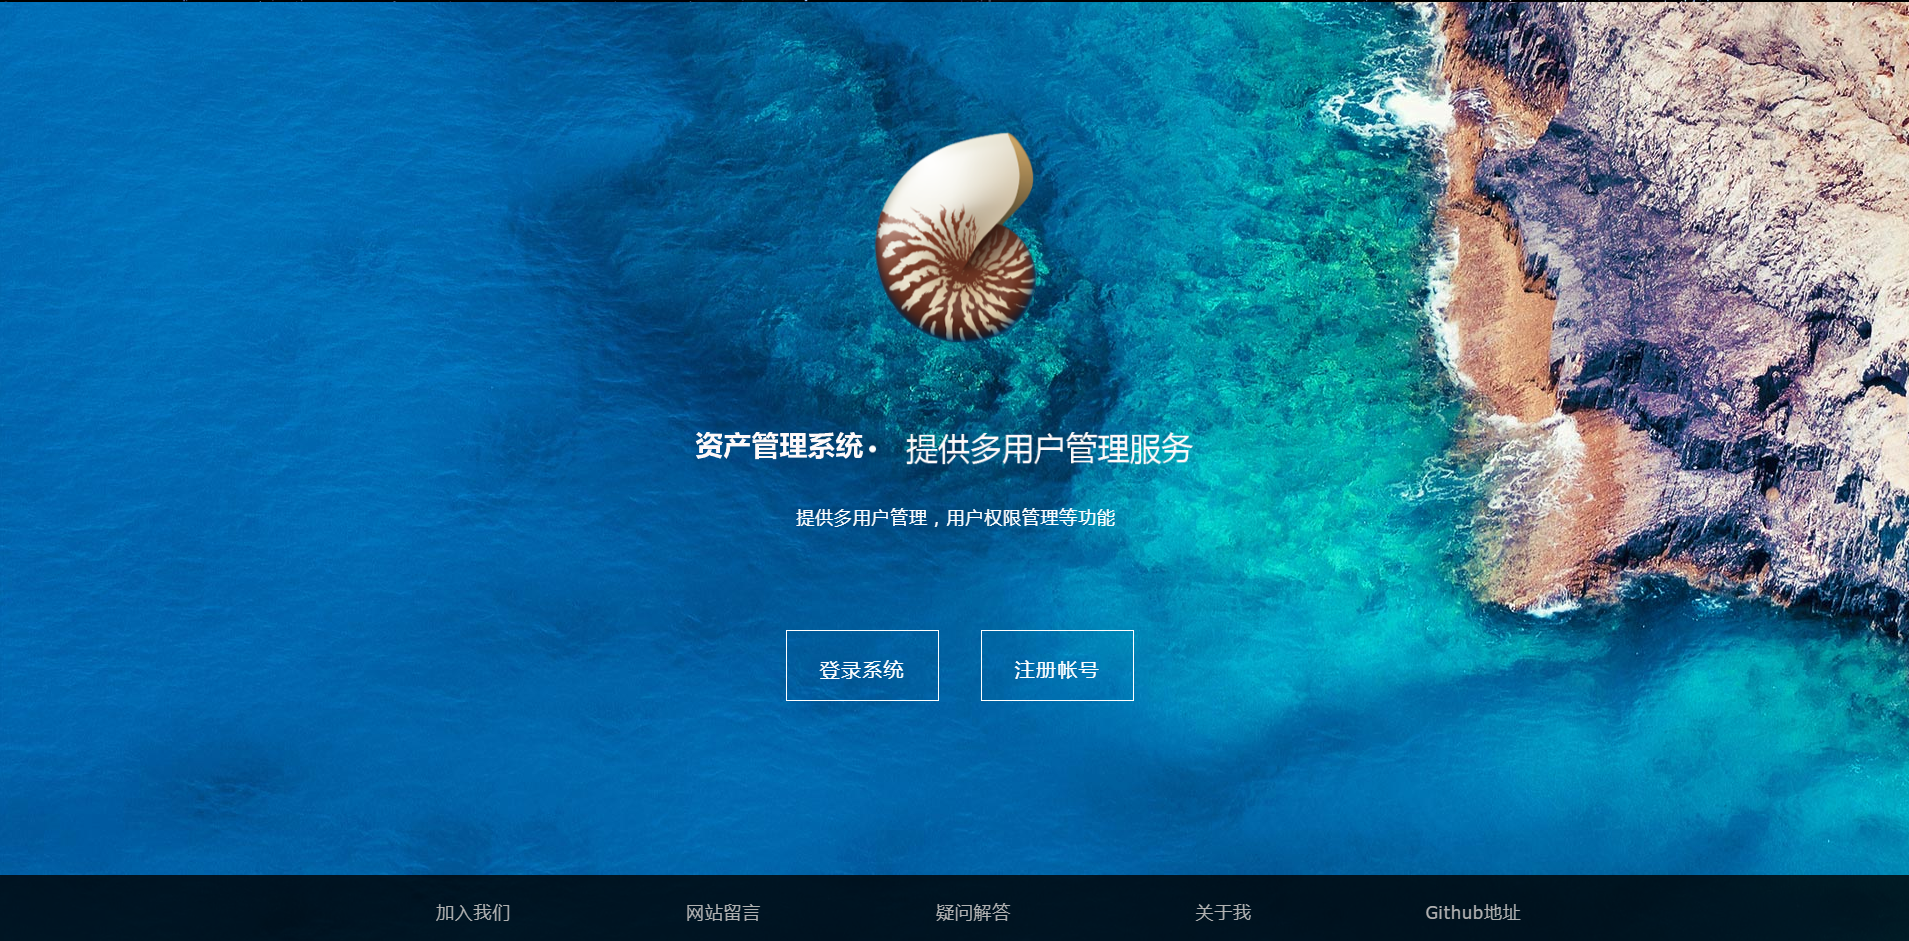 资产管理系统• 提供多用户管理服务
提供多用户管理，用户权限管理等功能
登录系统 注册帐号
加入我们 网站留言 疑问解答 关于我 Github地址